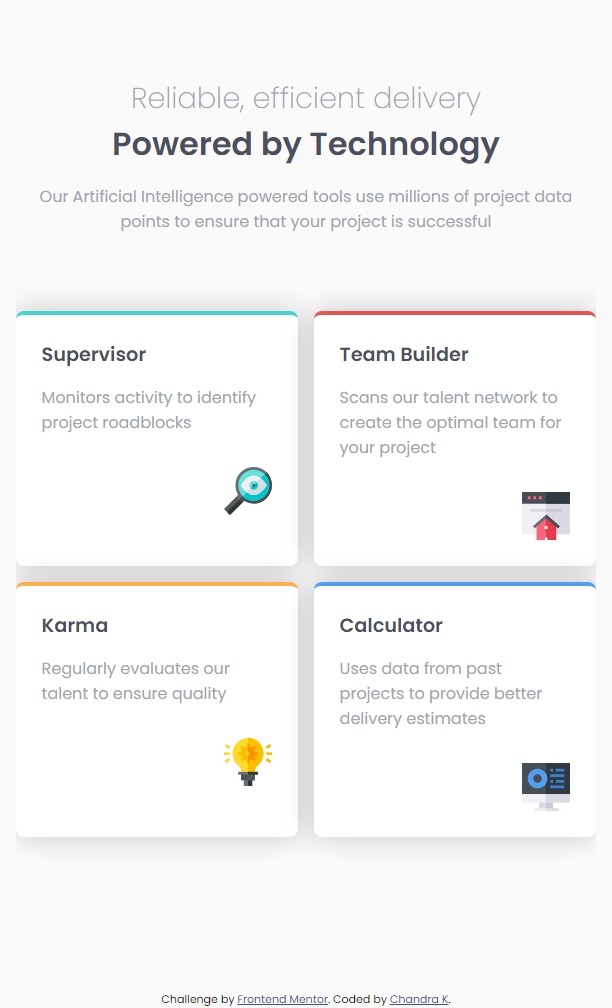 Reliable, efficient delivery
Powered by Technology
Our Artificial Intelligence powered tools use millions of project data
points to ensure that your project is successful
Supervisor
Monitors activity to identify
project roadblocks
Team Builder
Scans our talent network to
create the optimal team for
your project
Karma
Regularly evaluates our
talent to ensure quality
Calculator
Uses data from past
projects to provide better
delivery estimates
Challenge by Frontend Mentor. Coded by Chandra K.